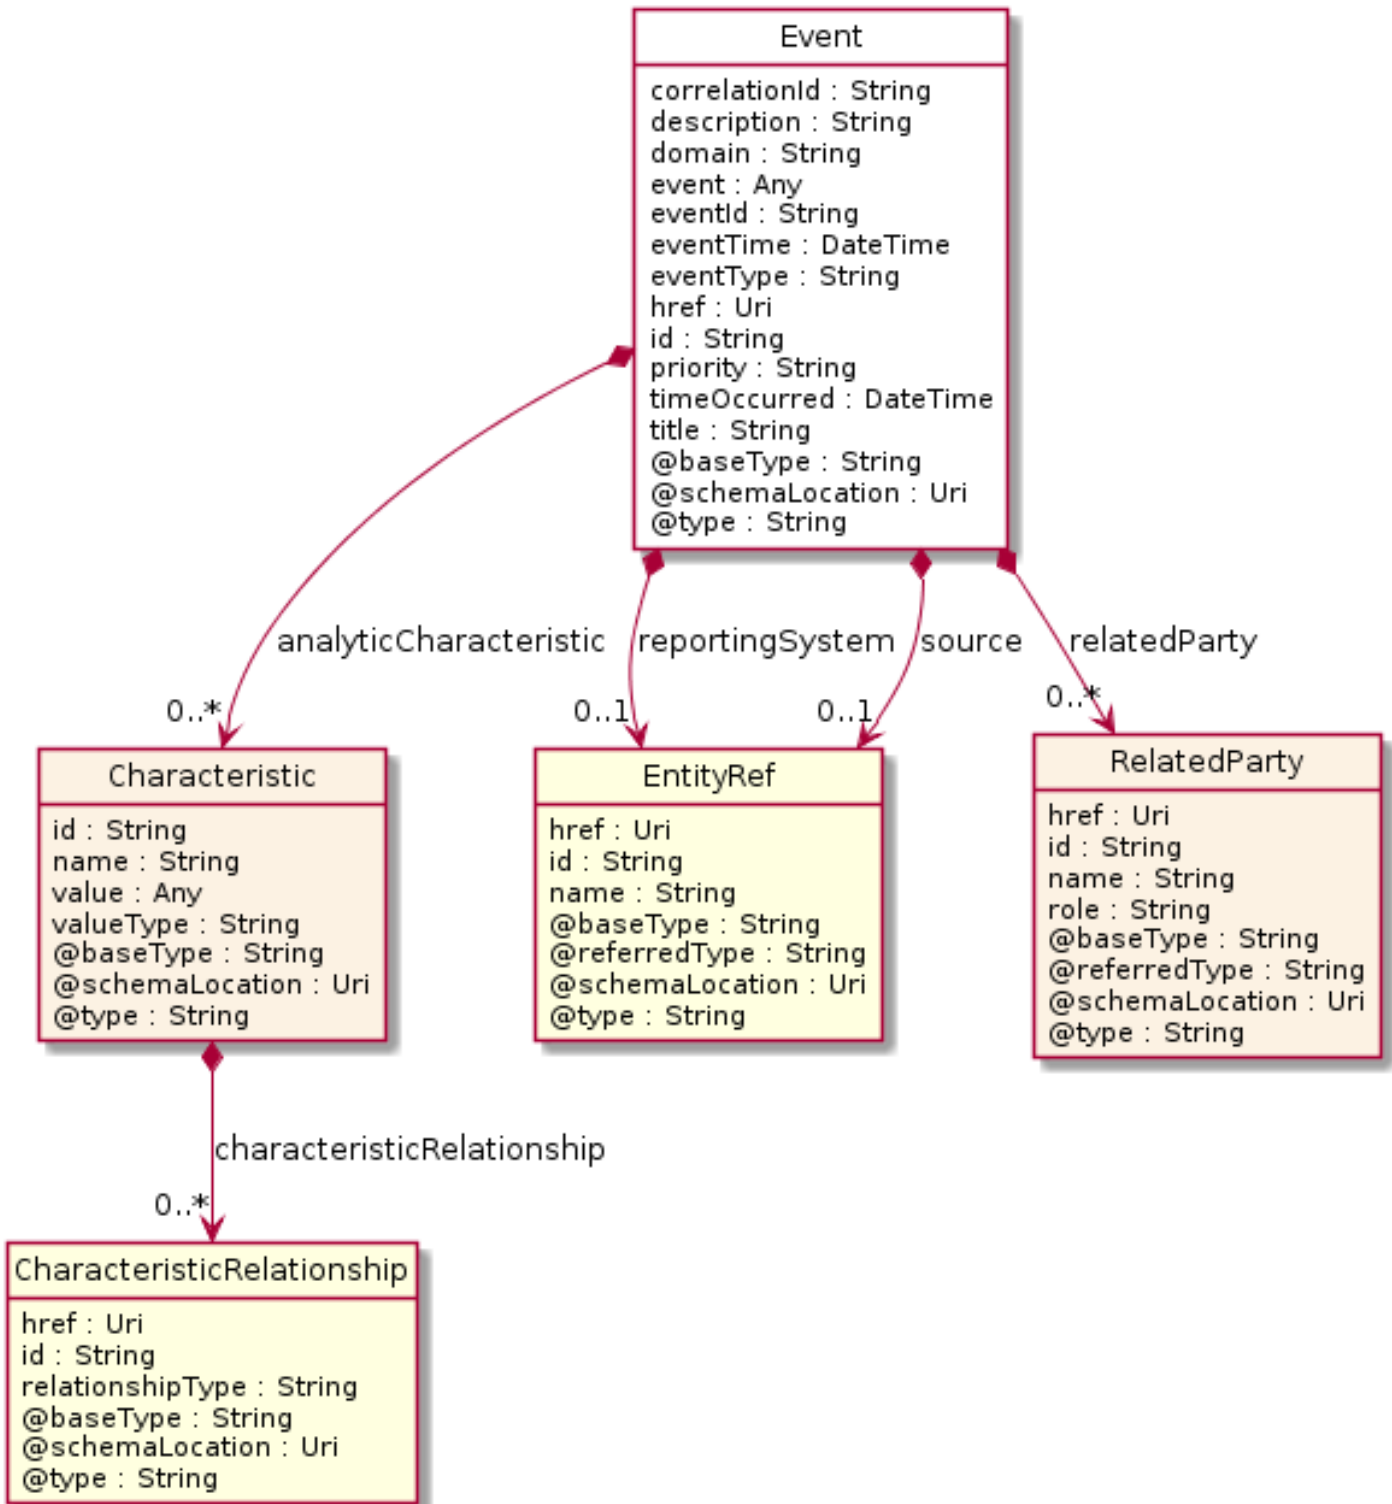 Event
correlationId : String
description : String
domain : String
event : Any
eventId : String
eventTime : DateTime
eventType : String
href : Uri
id : String
priority : String
timeOccurred : DateTime
title : String
@baseType : String
@schemaLocation : Uri
@type : String
analyticCharacteristic
reportingSystem
source
relatedParty
0..*
0..1
0..1
0..*
Characteristic
id : String
name : String
value : Any
valueType : String
@baseType : String
@schemaLocation : Uri
@type : String
EntityRef
href : Uri
id : String
name : String
@baseType : String
@referredType : String
@schemaLocation : Uri
@type : String
RelatedParty
href : Uri
id : String
name : String
role : String
@baseType : String
@referredType : String
@schemaLocation : Uri
@type : String
characteristicRelationship
0..*
CharacteristicRelationship
href : Uri
id : String
relationshipType : String
@baseType : String
@schemaLocation : Uri
@type : String